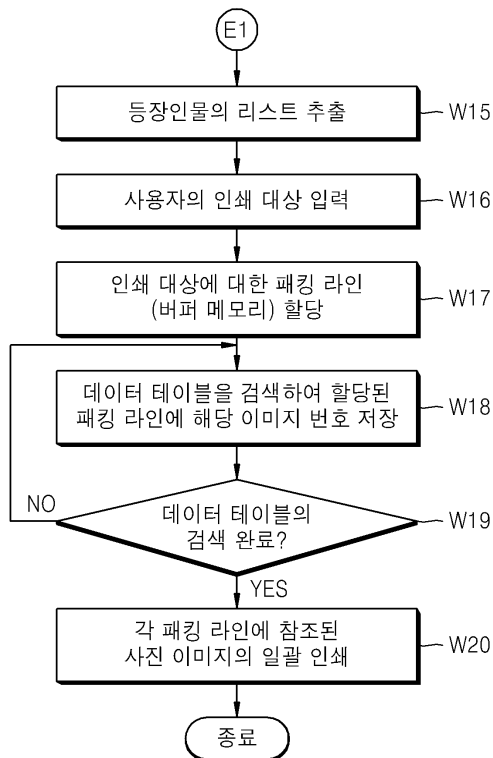 E1
등장인물의 리스트 추출
W15
사용자의 인쇄 대상 입력
W16
인쇄 대상에 대한 패킹 라인
(버퍼 메모리) 할당
W17
데이터 테이블을 검색하여 할당된
패킹 라인에 해당 이미지 번호 저장
W18
NO
데이터 테이블의
검색 완료?
W19
YES
각 패킹 라인에 참조된
사진 이미지의 일괄 인쇄
W20
종료